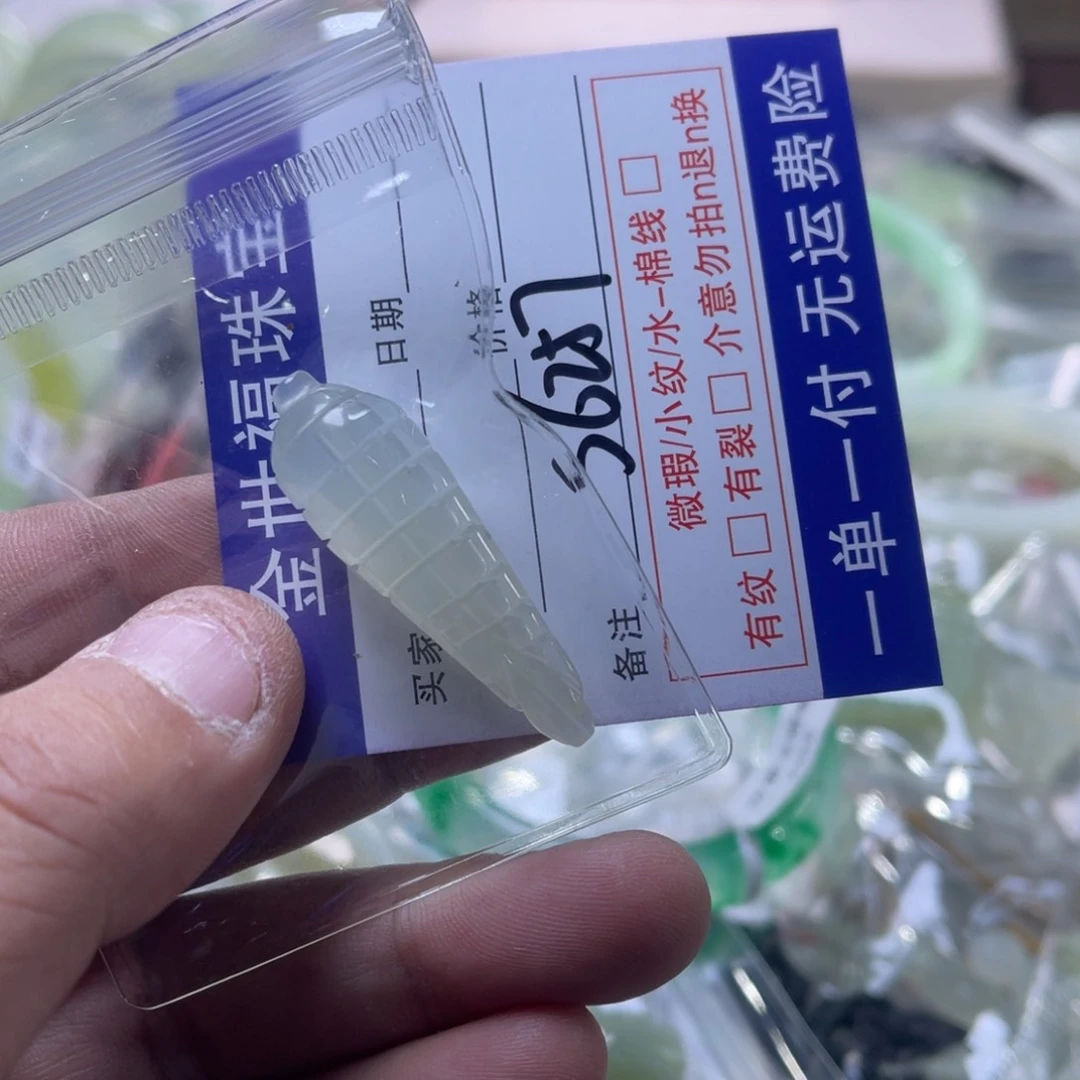 金世福珠宝
买家 日期
价格
备注
微瑕/小纹/水-棉线 □
有纹 □ 有裂 □ 介意勿拍n退n换
一单一付 无运费险